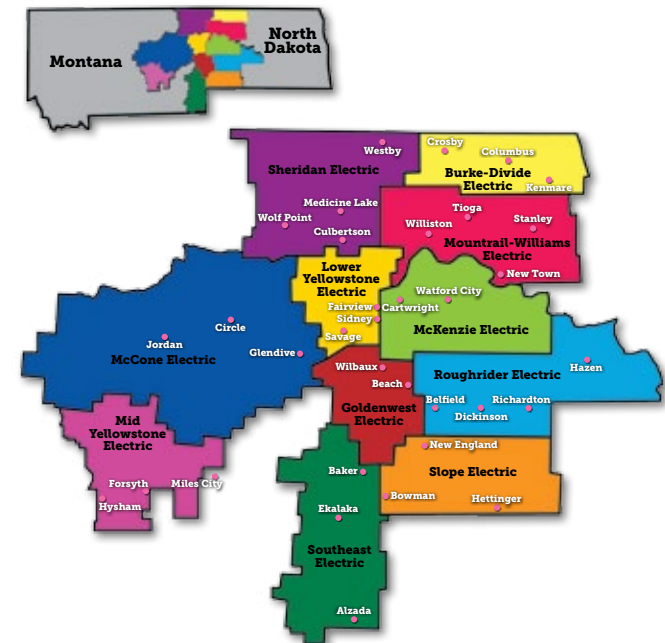 Montana
North
Dakota
Westby
Crosby
Columbus
Sheridan Electric
Burke-Divide
Electric
Kenmare
Medicine Lake
Wolf Point
Culbertson
Tioga
Williston
Stanley
Mountrail-Williams
Electric
New Town
Lower
Yellowstone
Electric
Fairview
Sidney
Savage
Watford City
Cartwright
McKenzie Electric
Circle
Jordan
McCone Electric
Glendive
Wilbaux
Beach
Goldenwest
Electric
Roughrider Electric
Hazen
Belfield
Richardton
Dickinson
Mid
Yellowstone
Electric
Forsyth
Miles City
Hysham
New England
Slope Electric
Bowman
Hettinger
Baker
Ekalaka
Southeast
Electric
Alzada